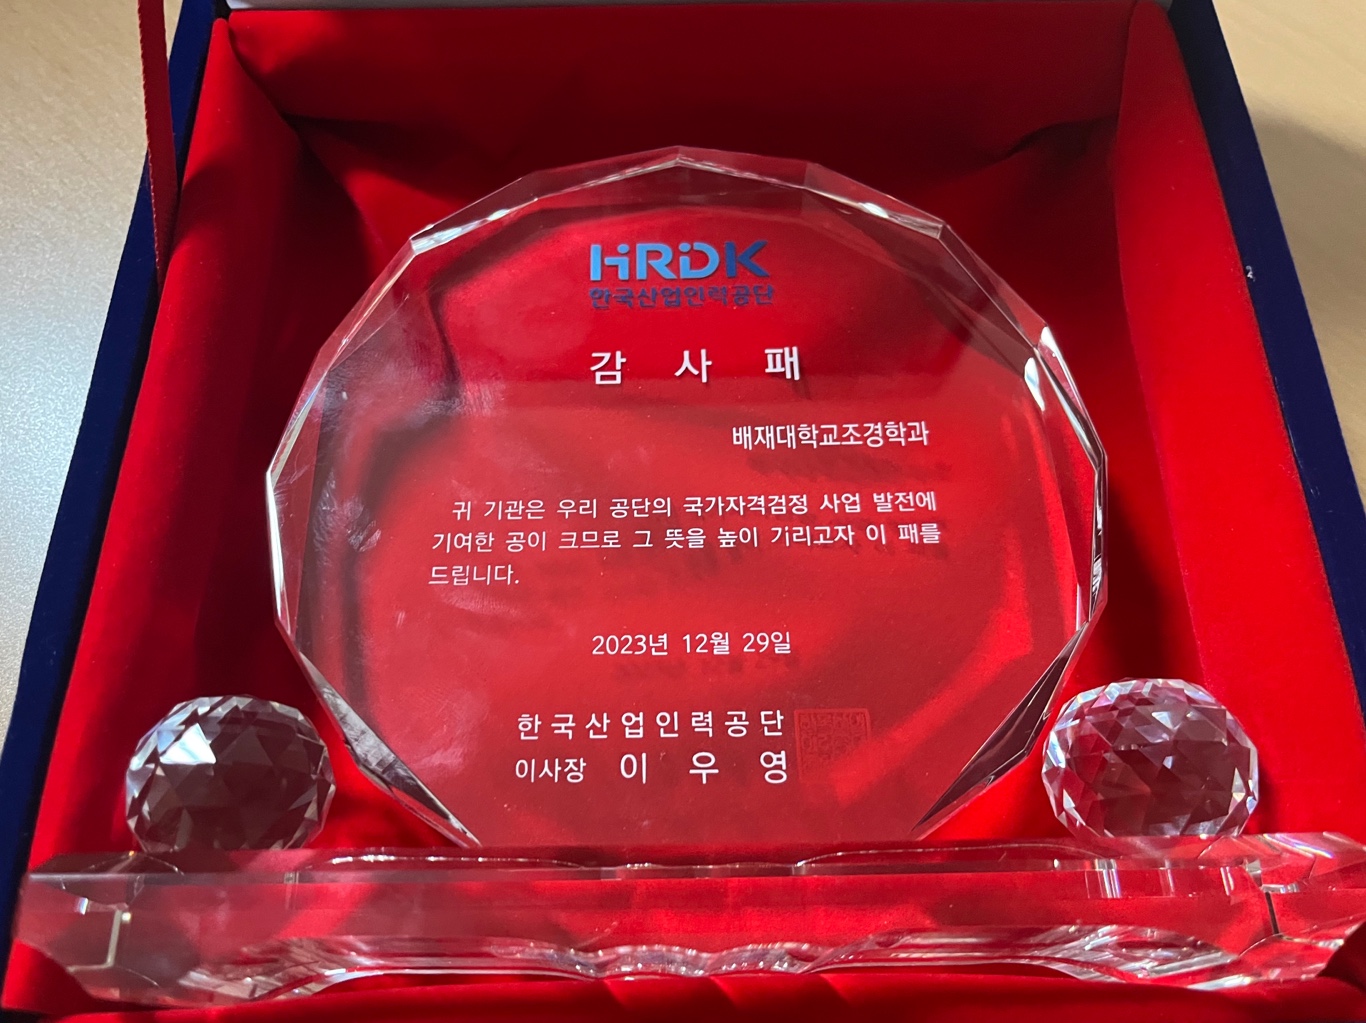 HRDK
한국산업인력공단
감 사 패
배재대학교조경학과
귀 기관은 우리 공단의 국가자격검정 사업 발전에
기여한 공이 크므로 그 뜻을 높이 기리고자 이 패를
드립니다.
2023년 12월 29일
한국산업인력공단
이사장 이 우 영